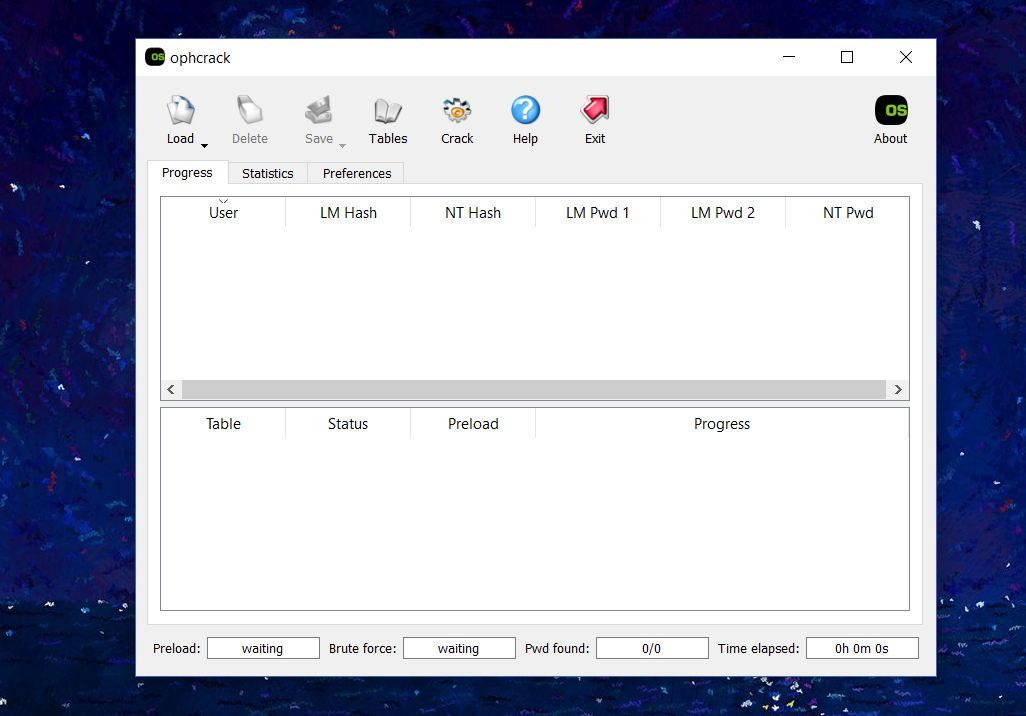 OS ophcrack
Load Delete Save Tables Crack Help Exit OS About
Progress Statistics Preferences
User LM Hash NT Hash LM Pwd 1 LM Pwd 2 NT Pwd
Table Status Preload Progress
Preload: waiting Brute force: waiting Pwd found: 0/0 Time elapsed: 0h 0m 0s